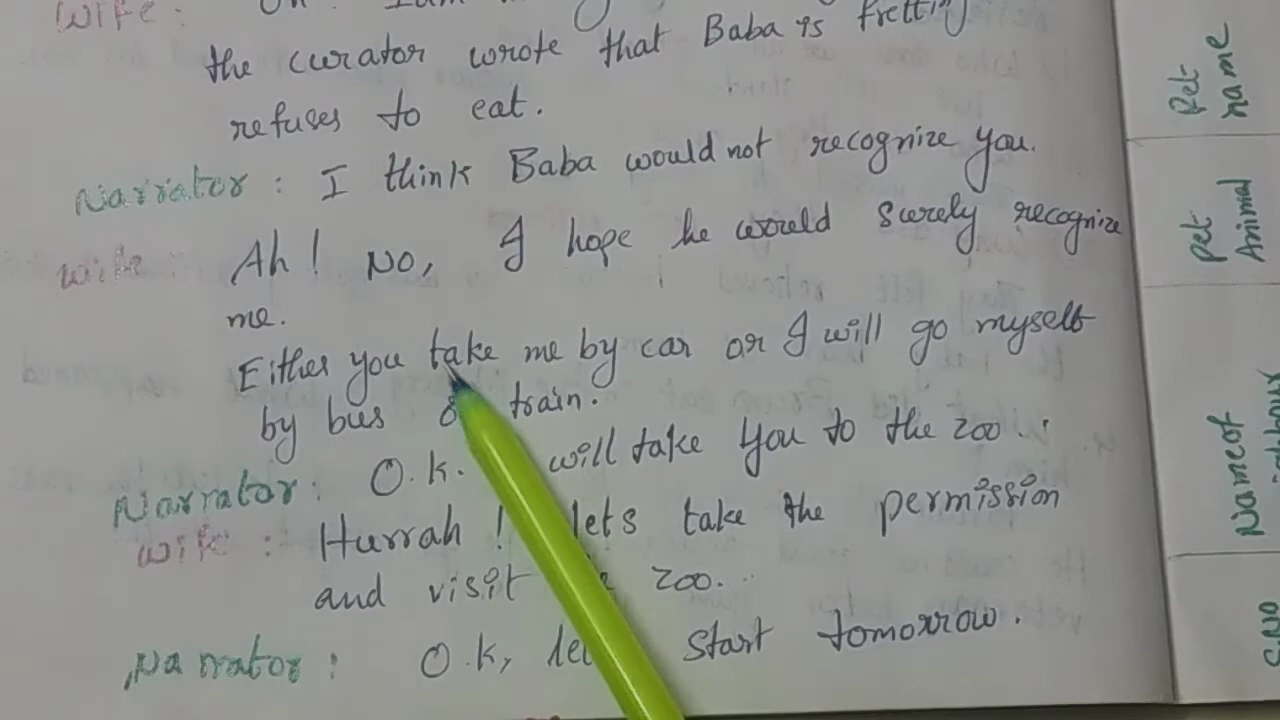 Wife :
the curator wrote that Baba is
refuses to eat.
Narrator : I think Baba would not recognize you.
wife : Ah! No, I hope he would surely recognize
me.
Either you take me by car or I will go myself
by bus train.
Narrator : O.k. will take you to the zoo.
wife : Hurrah! lets take the permission
and visit zoo.
Narrator : O.k, start tomorrow.
Pet
name
pet
Animal
Name of